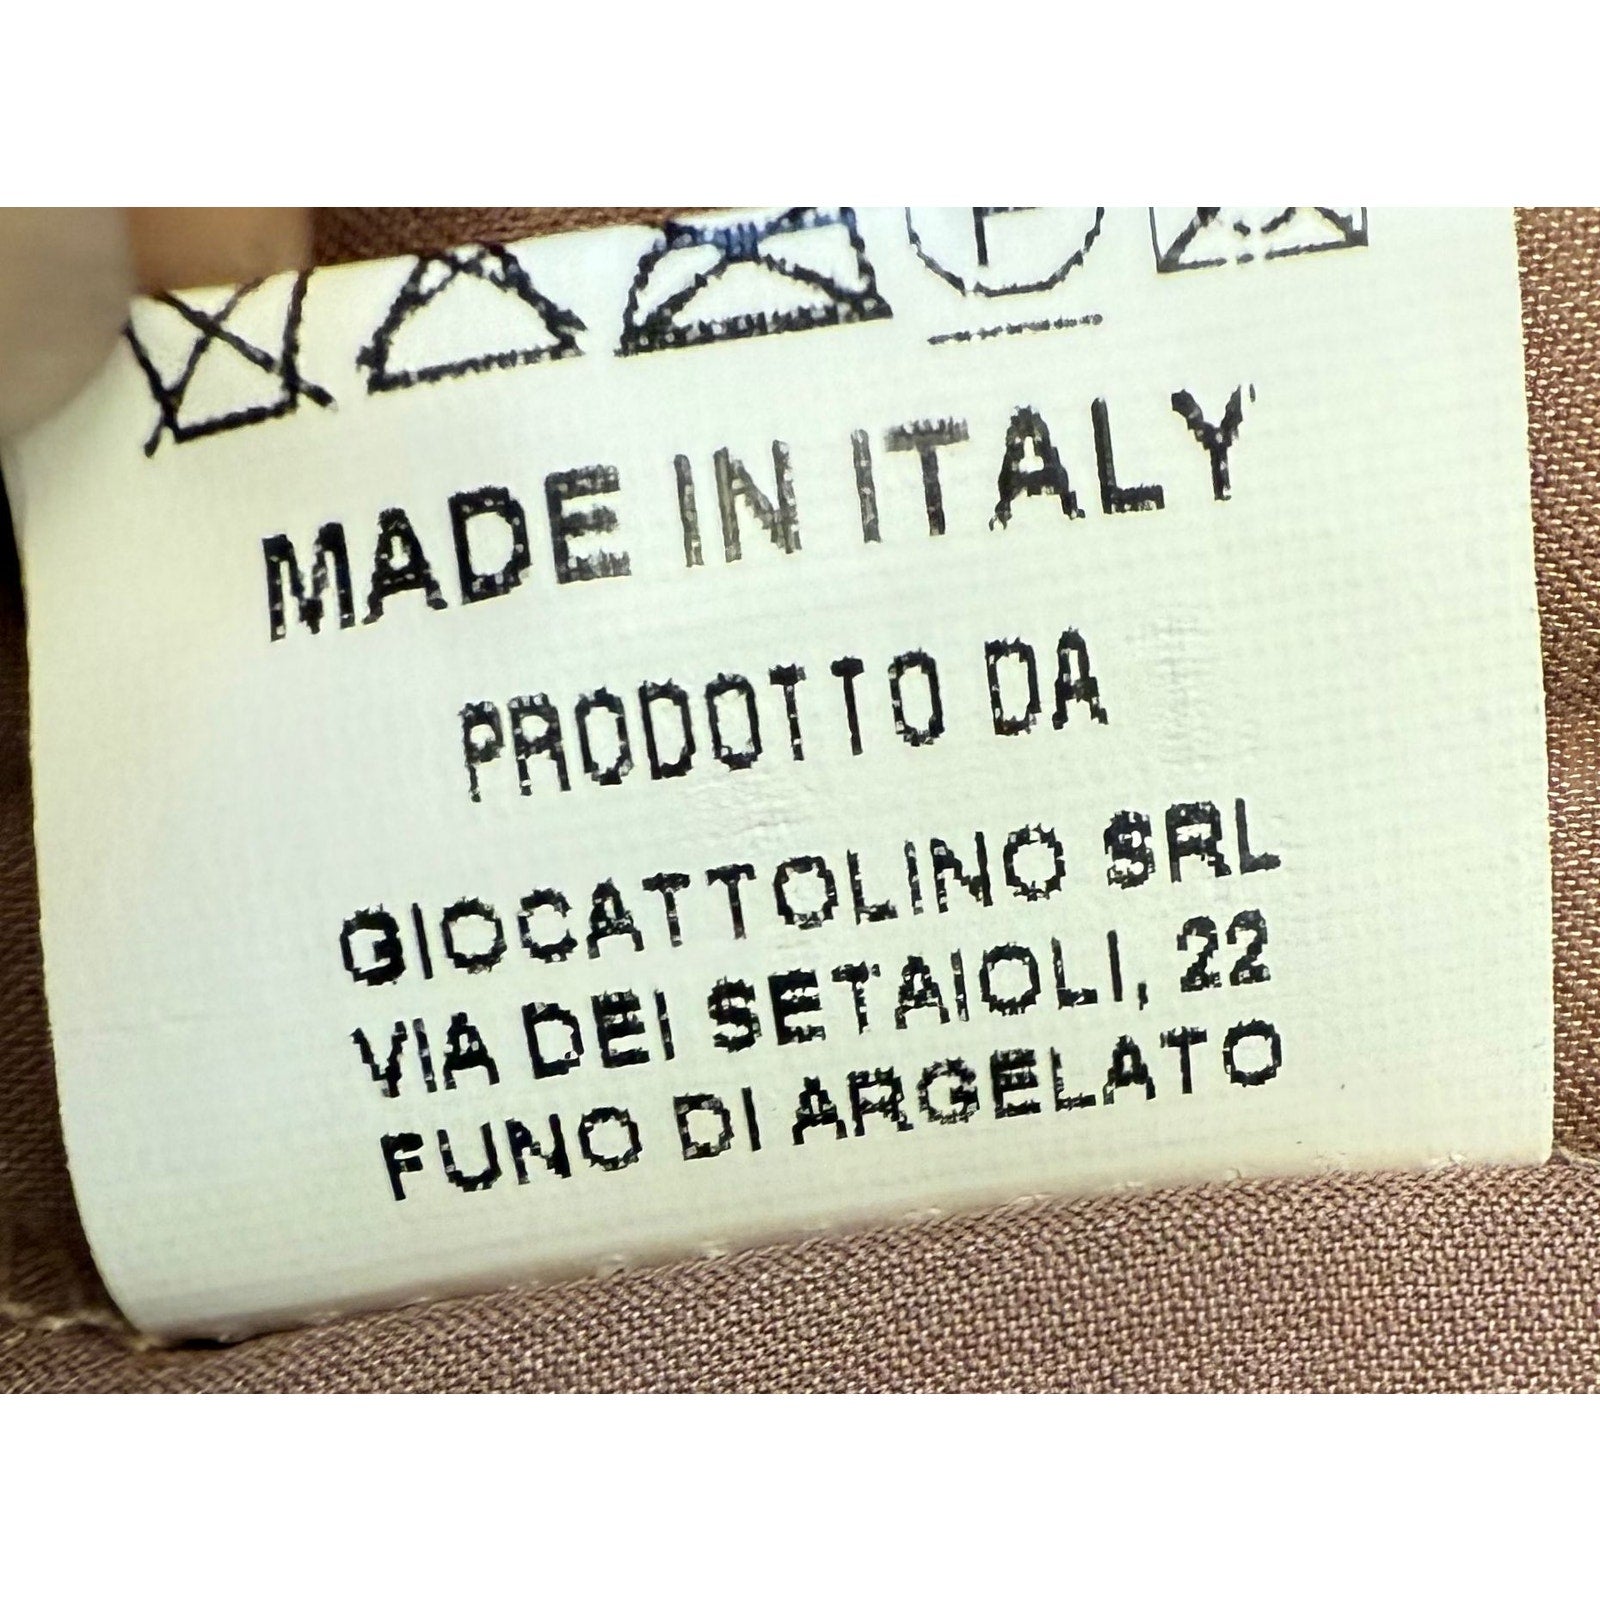 P
MADE IN ITALY
PRODOTTO DA
GIOCATTOLINO SRL
VIA DEI SETAIOLI, 22
FUNO DI ARGELATO